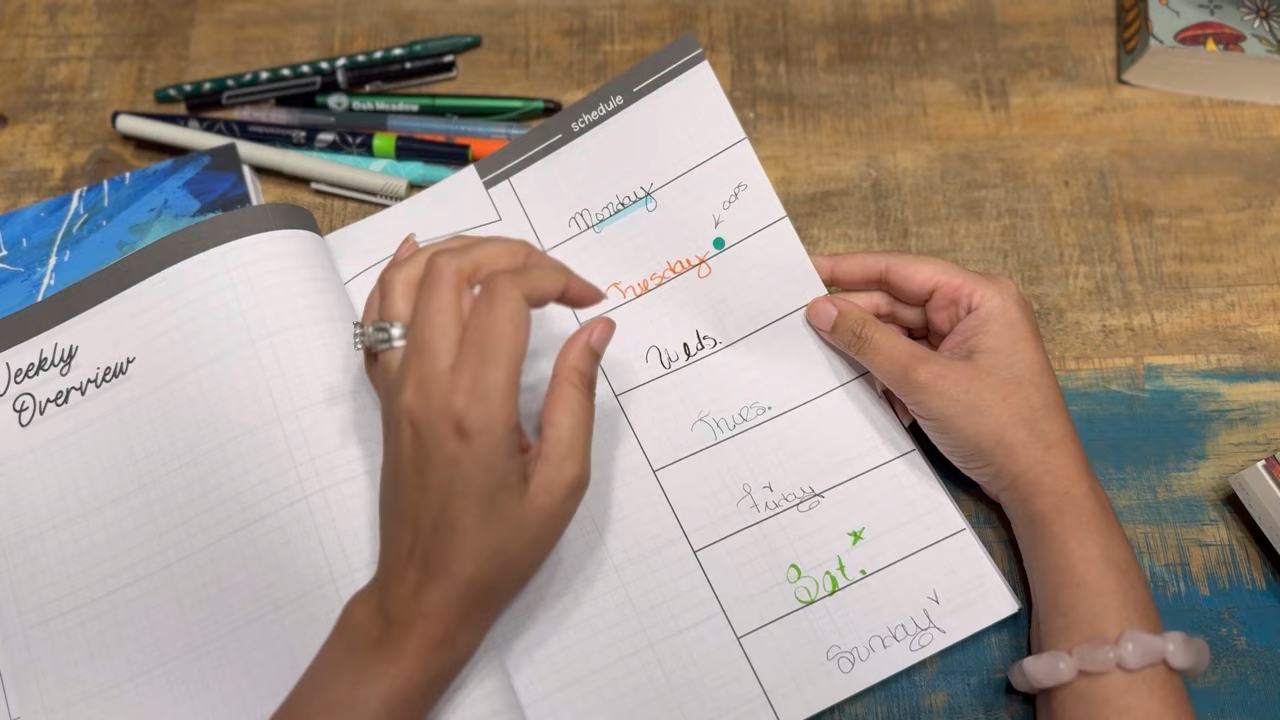 Oak Meadow
schedule
Monday
oops
Tuesday
Weds.
Thurs.
Friday
Sat.
Sunday
Weekly
Overview